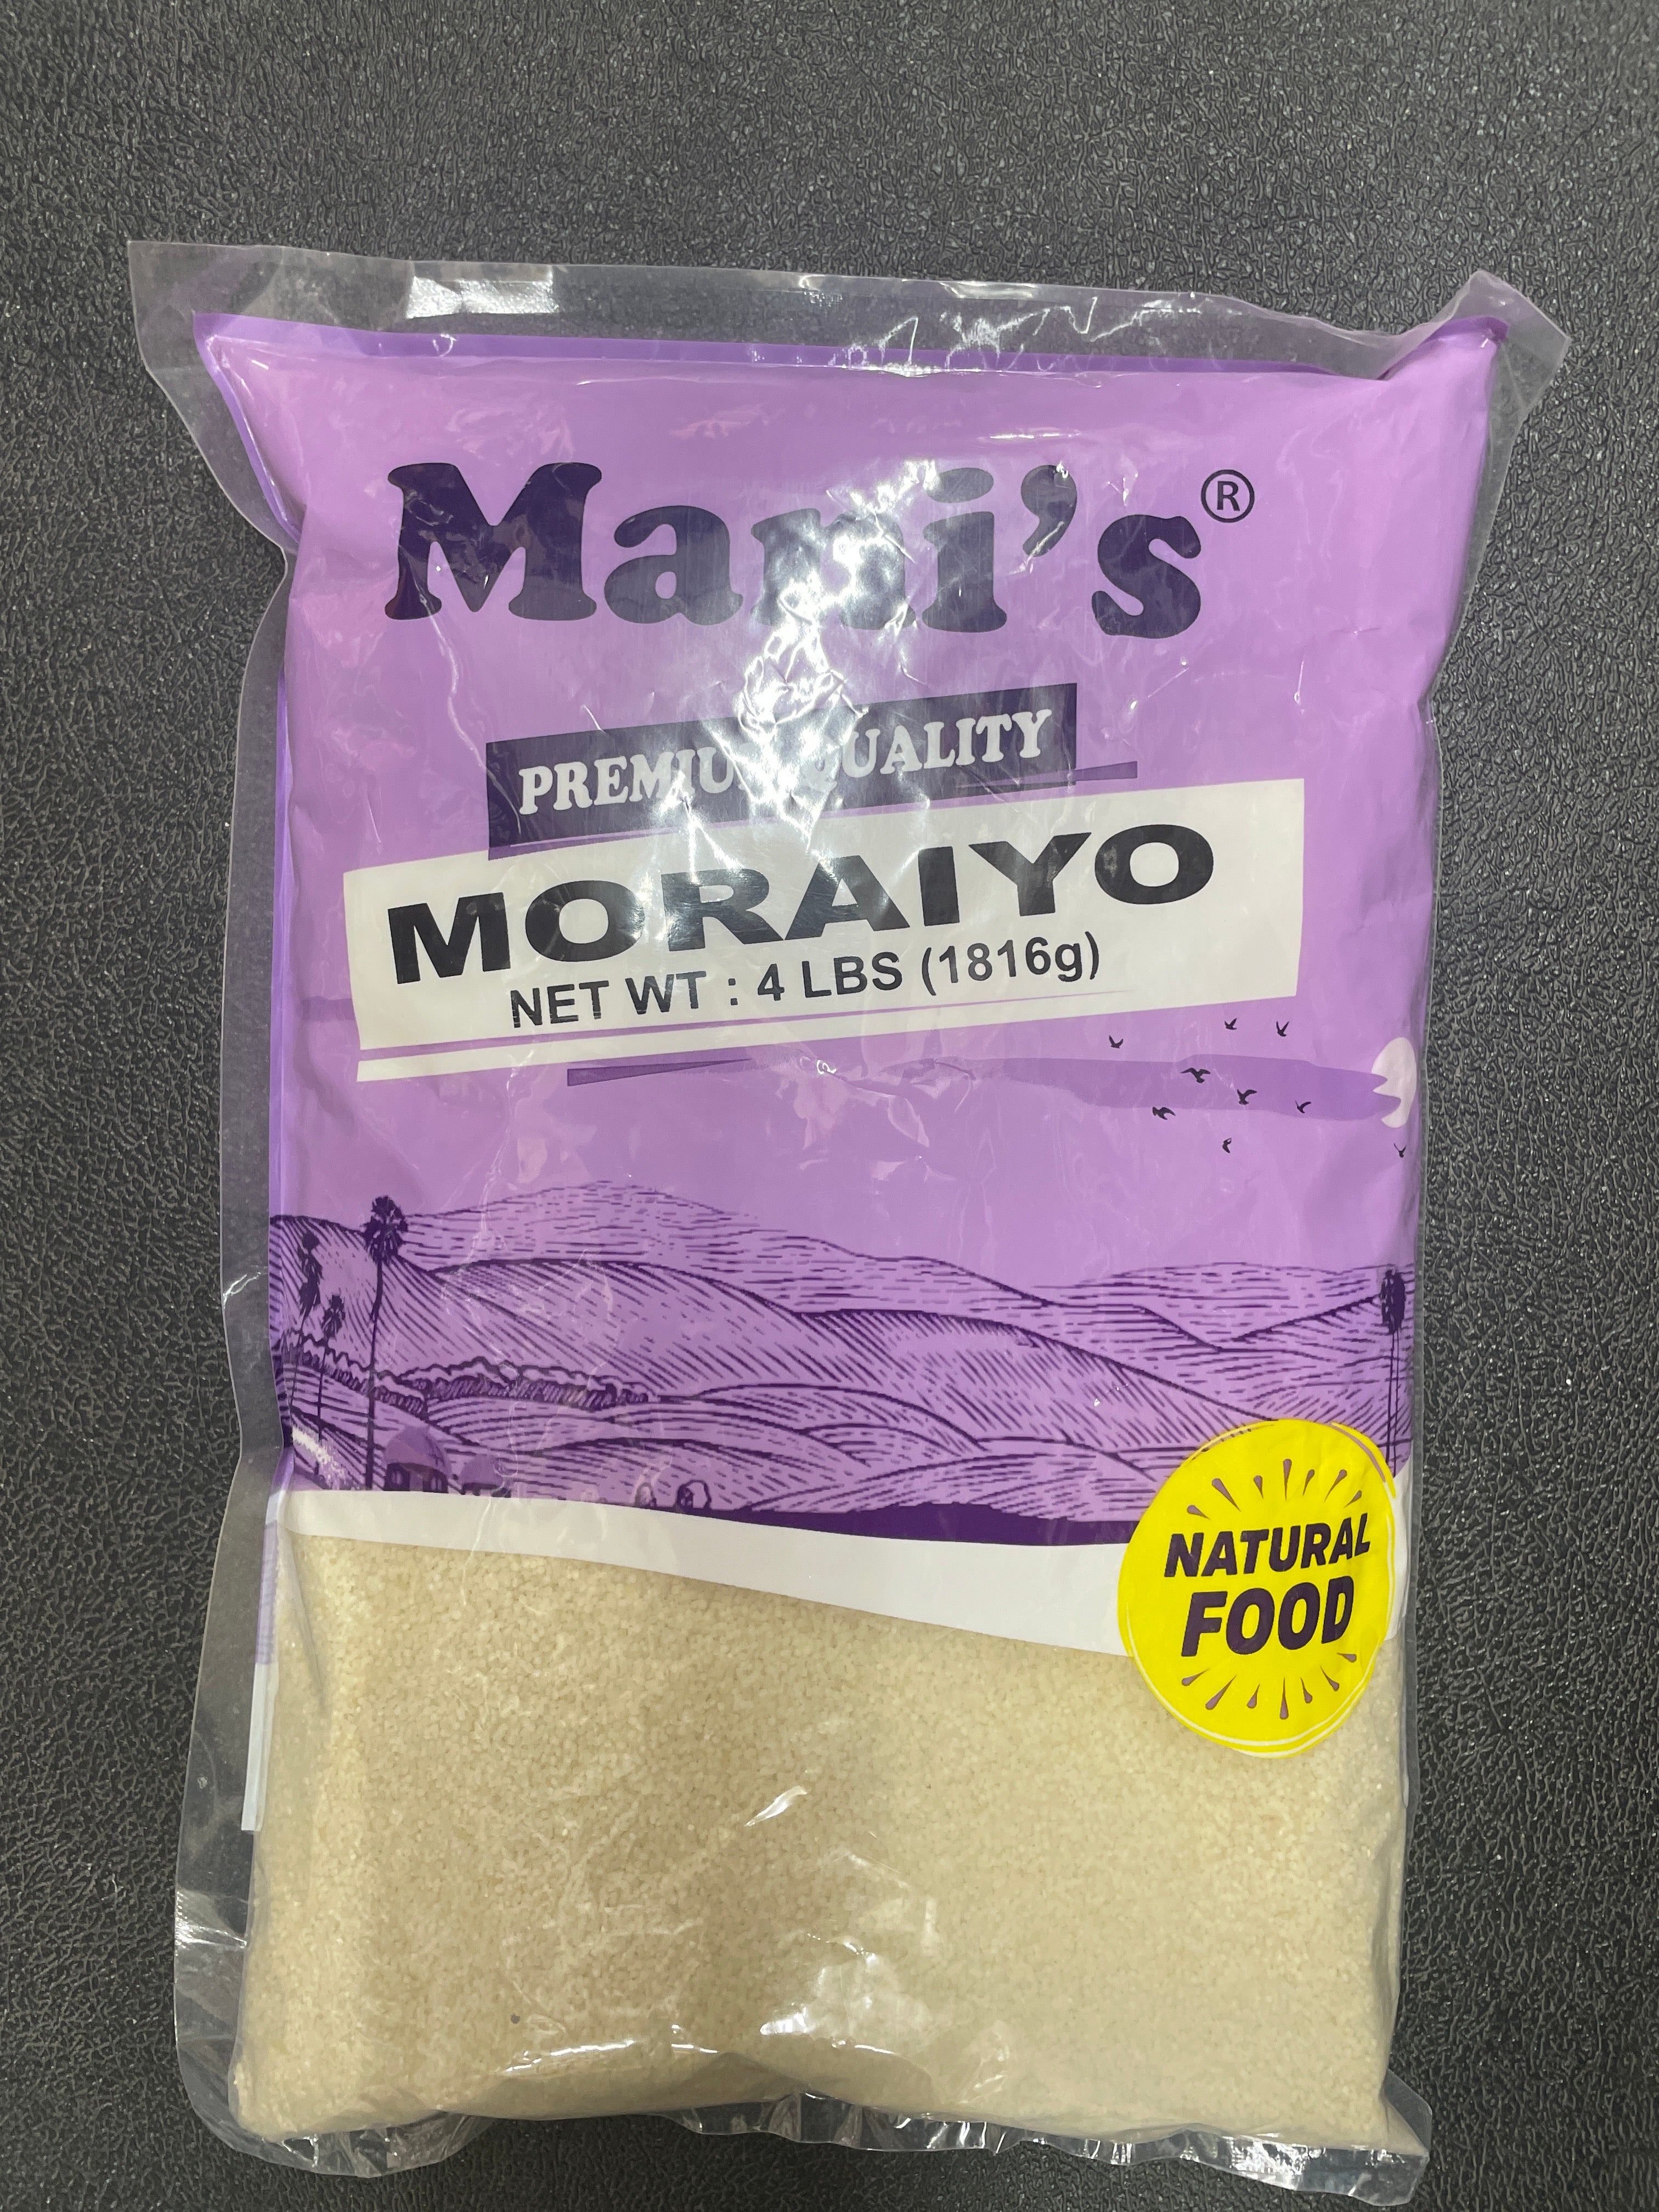 Mani's®
PREMIUM QUALITY
MORAIYO
NET WT : 4 LBS (1816g)
NATURAL
FOOD